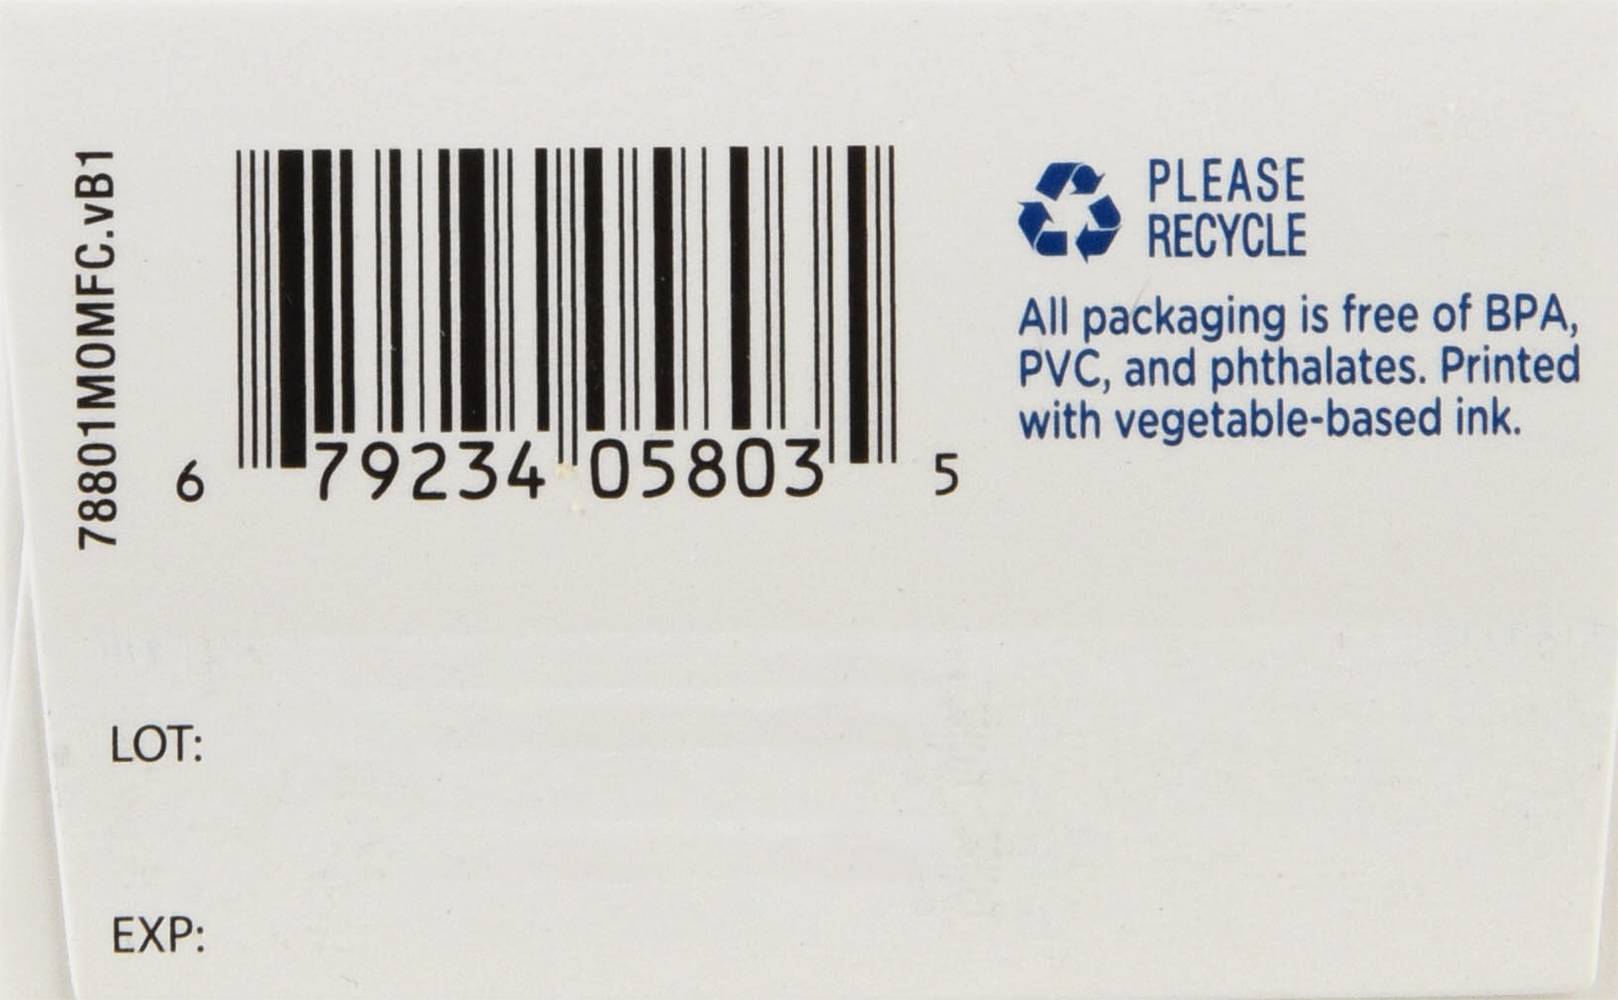 78801MOMFC.vB1
6 79234 05803 5
PLEASE
RECYCLE
All packaging is free of BPA,
PVC, and phthalates. Printed
with vegetable-based ink.
LOT:
EXP: